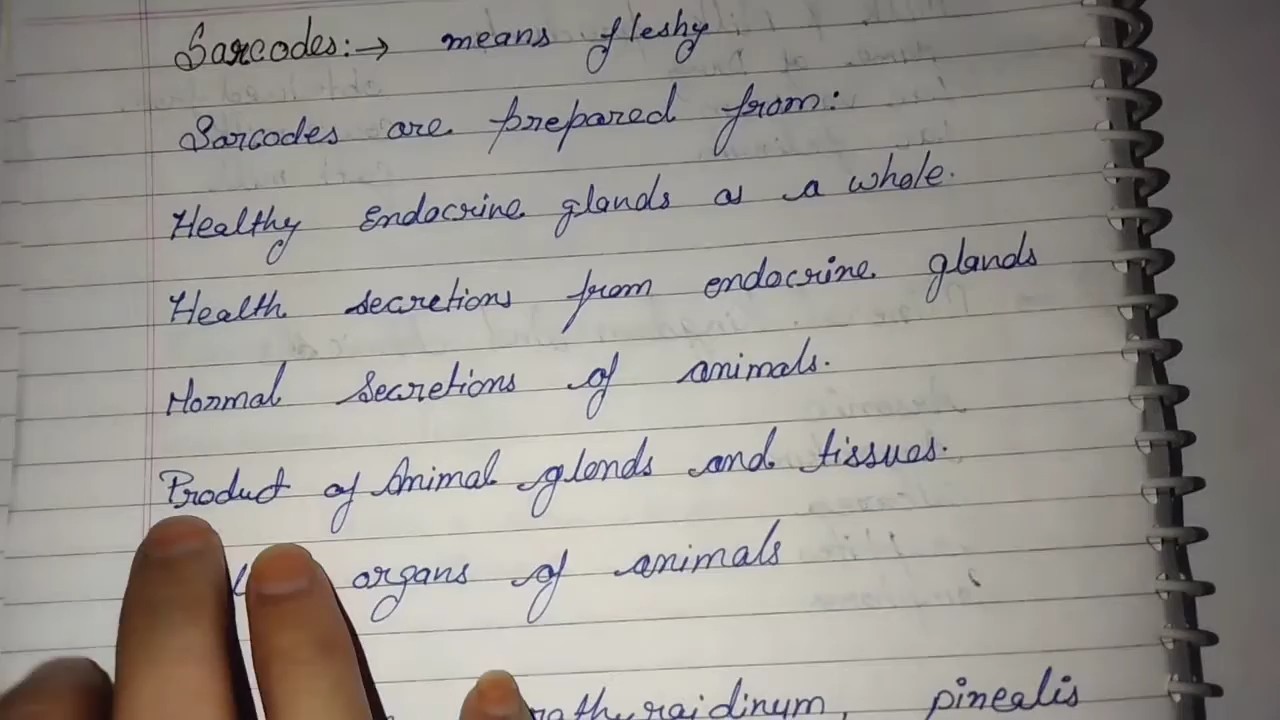 Sarcodes:→ means fleshy
Sarcodes are prepared from:
Healthy Endocrine glands as a whole.
Health secretions from endocrine glands
Normal Secretions of animals.
Product of Animal glands and tissues.
organs of animals
pinealis